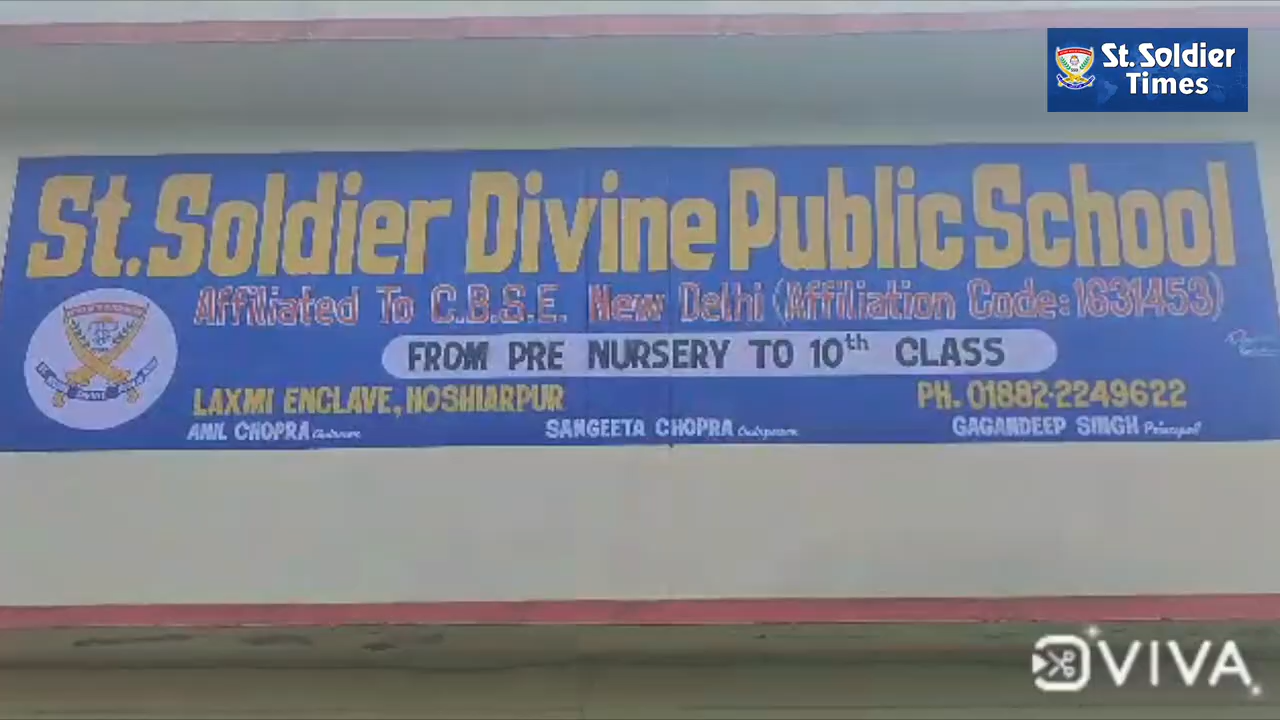 St. Soldier
Times
St. Soldier Divine Public School
Affiliated To C.B.S.E. New Delhi (Affiliation Code: 1631453)
FROM PRE NURSERY TO 10th CLASS
LAXMI ENCLAVE, HOSHIARPUR
PH. 01882-2249622
ANIL CHOPRA Chairman
SANGEETA CHOPRA Chairperson
GAGANDEEP SINGH Principal
DIVINE
VIVA